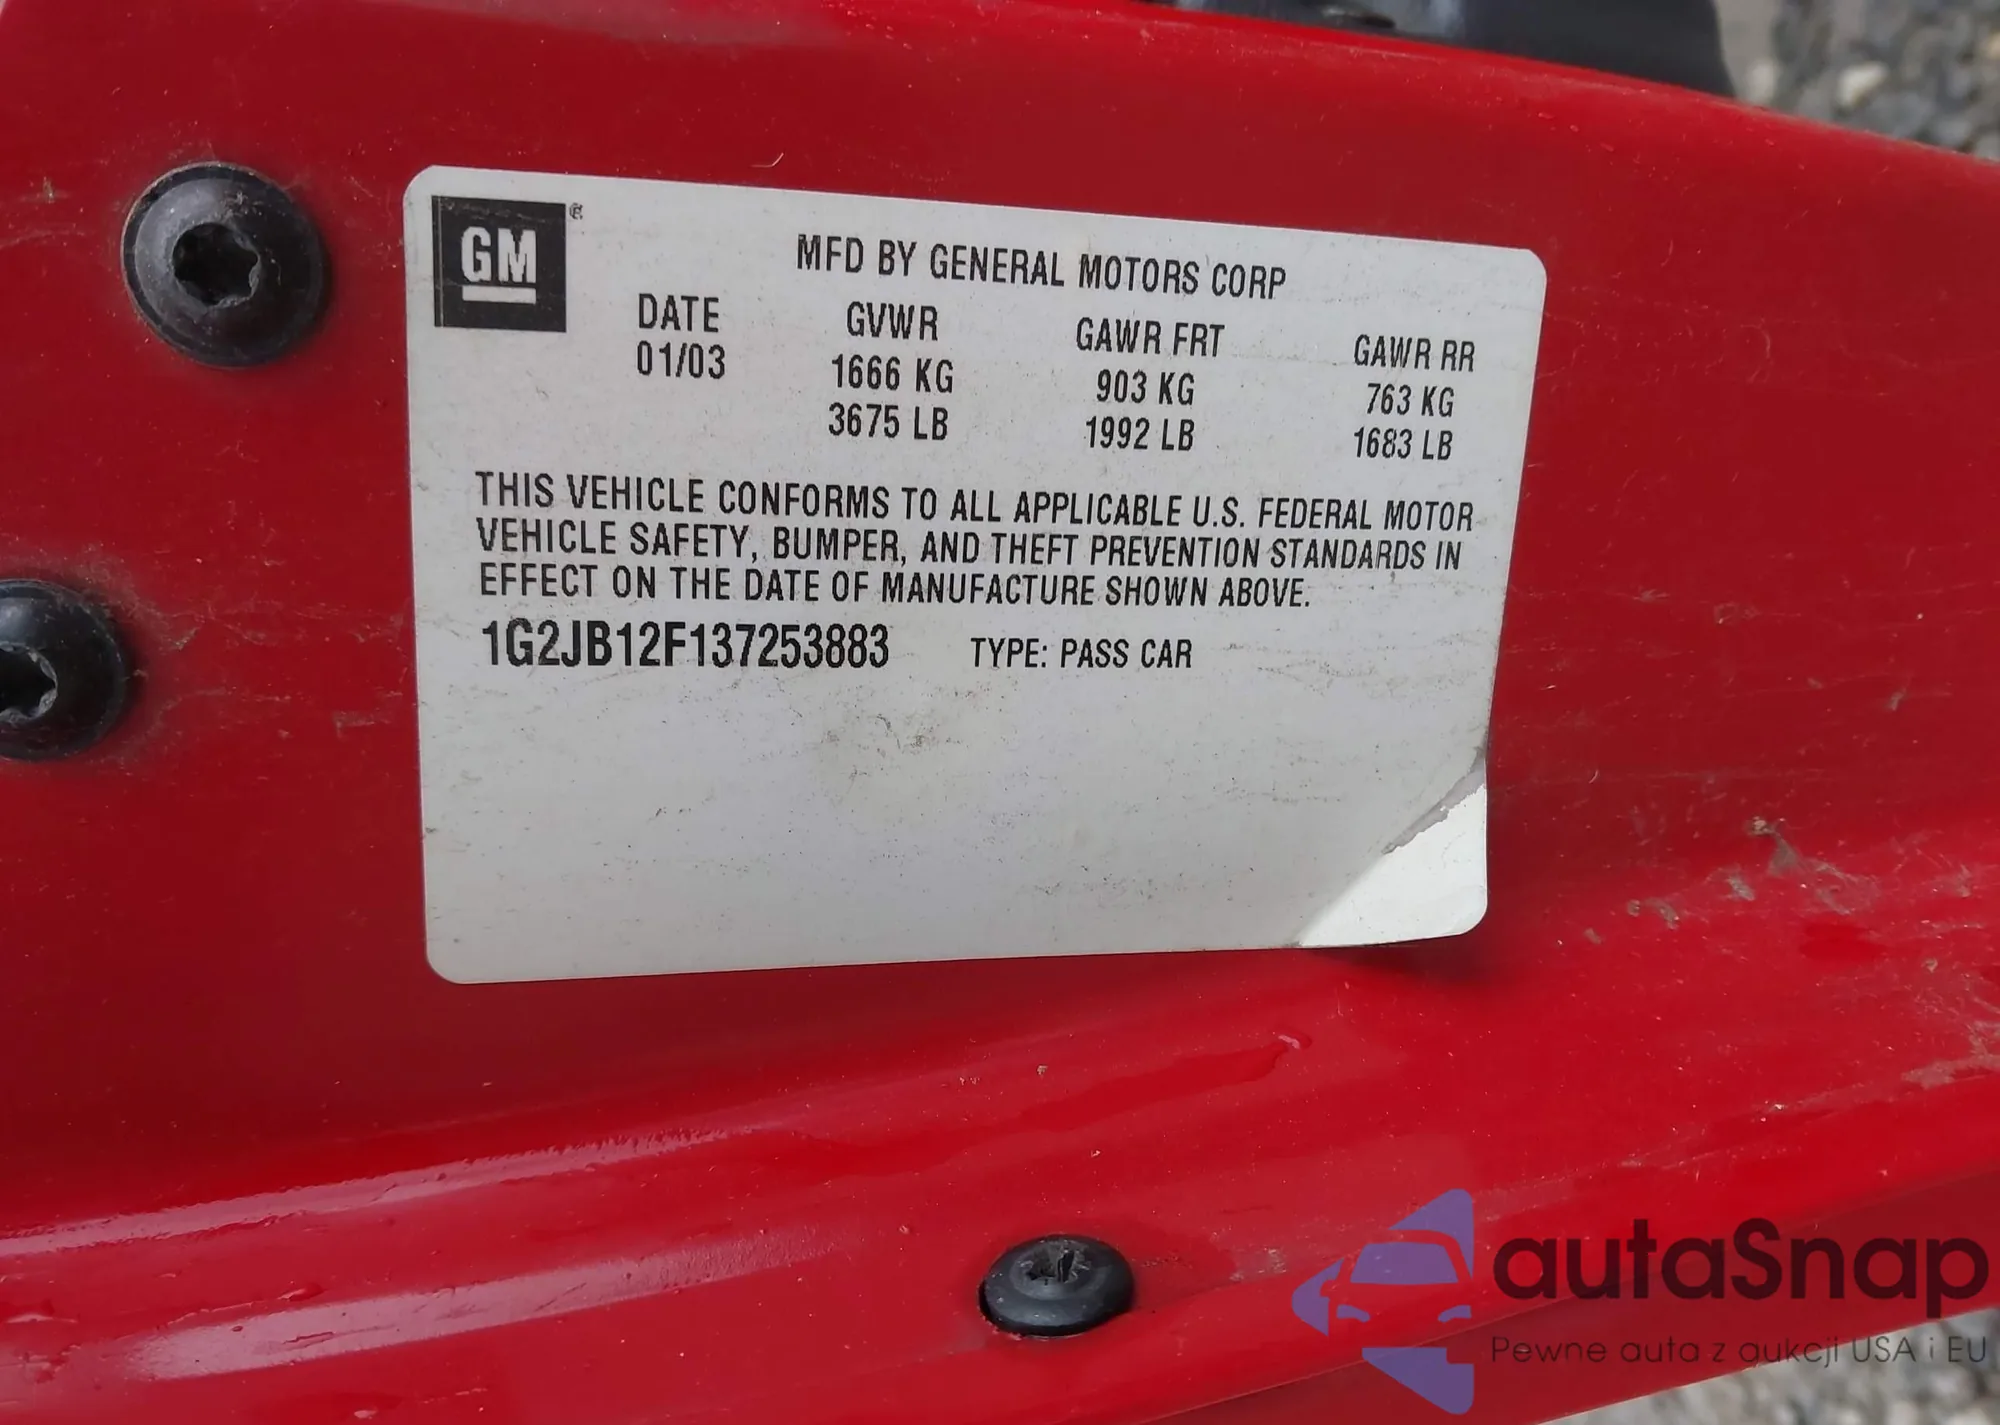 GM
MFD BY GENERAL MOTORS CORP
DATE GVWR GAWR FRT GAWR RR
01/03 1666 KG 903 KG 763 KG
3675 LB 1992 LB 1683 LB
THIS VEHICLE CONFORMS TO ALL APPLICABLE U.S. FEDERAL MOTOR
VEHICLE SAFETY, BUMPER, AND THEFT PREVENTION STANDARDS IN
EFFECT ON THE DATE OF MANUFACTURE SHOWN ABOVE.
1G2JB12F137253883 TYPE: PASS CAR
autaSnap
Pewne auta z aukcji USA i EU